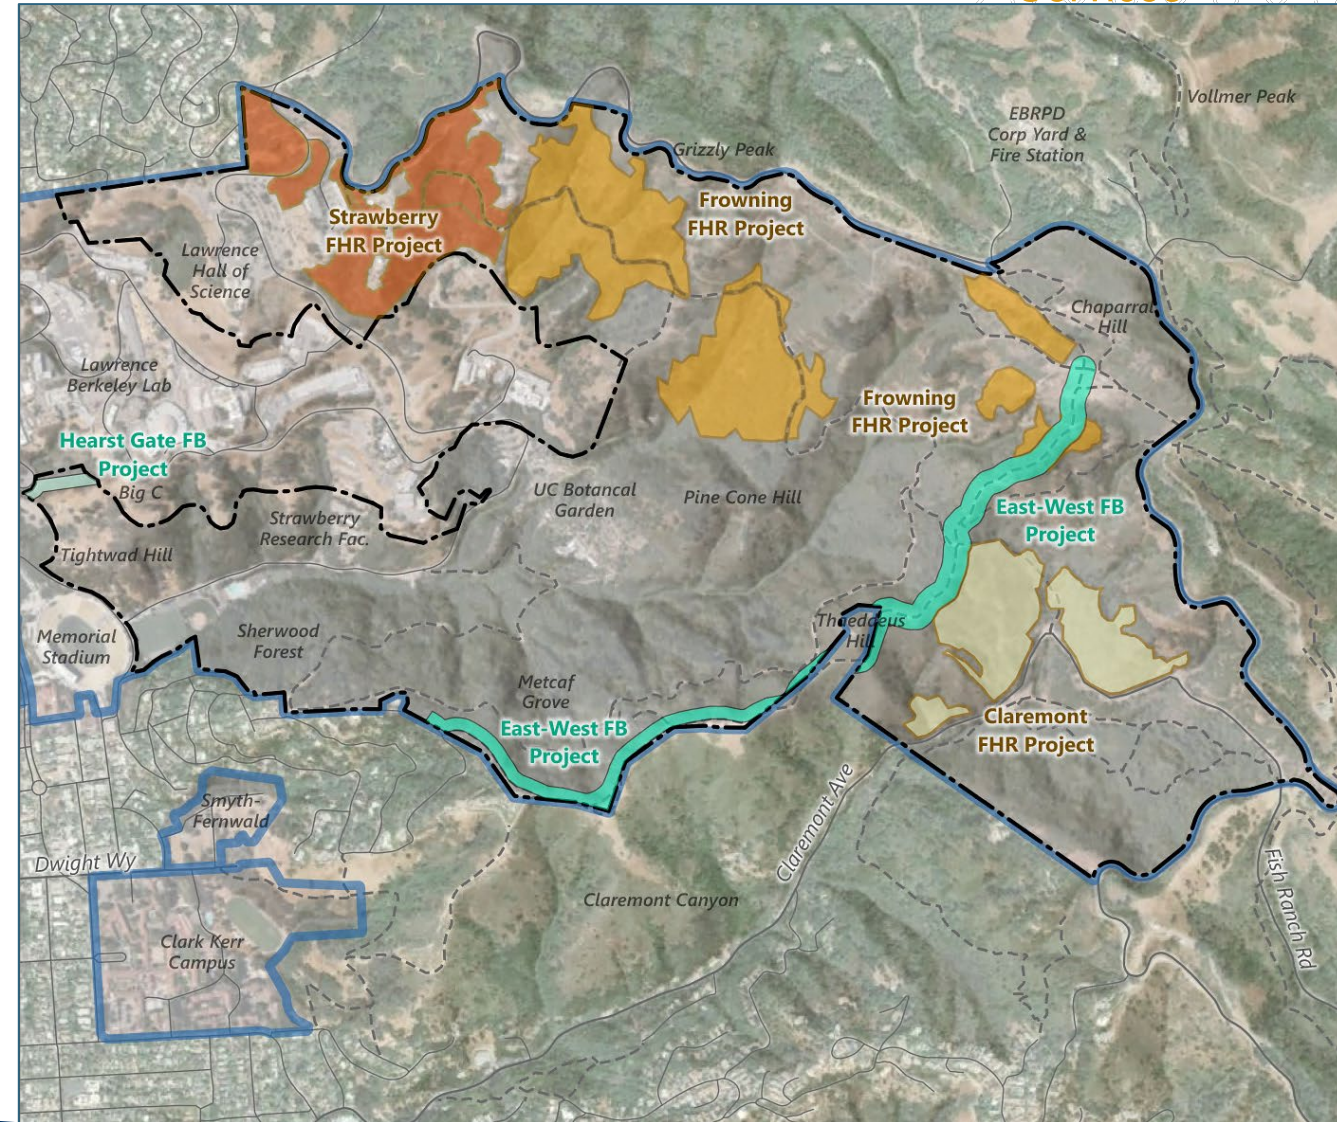 Vollmer Peak
EBRPD
Corp Yard &
Fire Station
Grizzly Peak
Frowning
FHR Project
Strawberry
FHR Project
Lawrence
Hall of
Science
Chaparral
Hill
Lawrence
Berkeley Lab
Frowning
FHR Project
Hearst Gate FB
Project
Big C
UC Botancal
Garden
Pine Cone Hill
East-West FB
Project
Strawberry
Research Fac.
Tightwad Hill
Thaeddeus
Hill
Memorial
Stadium
Sherwood
Forest
Metcaf
Grove
East-West FB
Project
Claremont
FHR Project
Smyth-
Fernwald
Claremont Ave
Dwight Wy
Claremont Canyon
Fish Ranch Rd
Clark Kerr
Campus